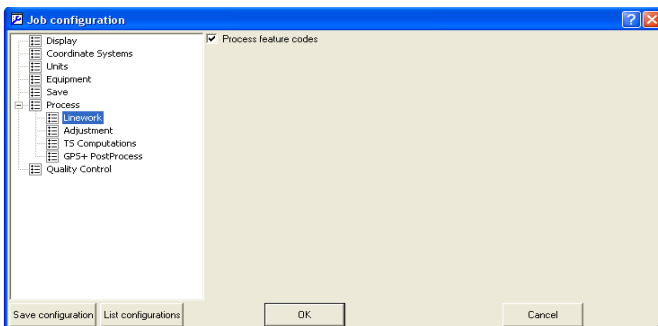 Job configuration
Display
Process feature codes
Coordinate Systems
Units
Equipment
Save
Process
Linework
Adjustment
TS Computations
GPS+ PostProcess
Quality Control
Save configuration List configurations OK Cancel